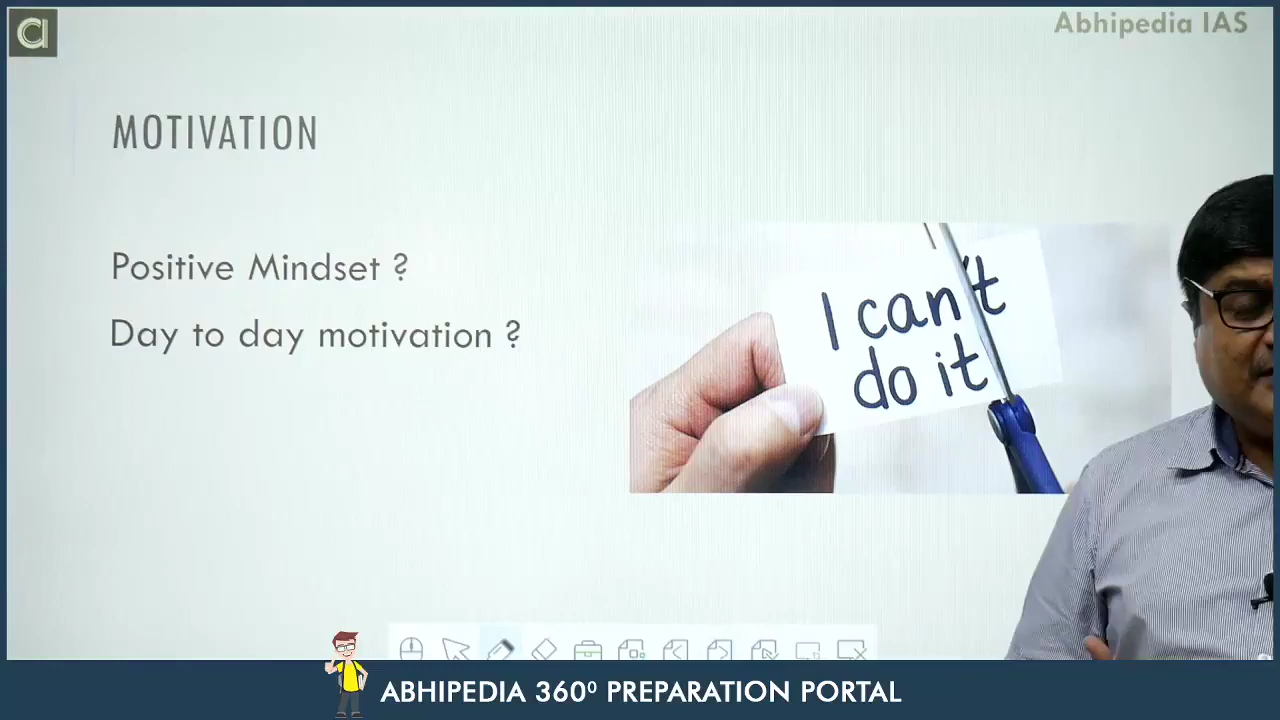 Abhipedia IAS
MOTIVATION
Positive Mindset ?
Day to day motivation ?
I can't
do it
ABHIPEDIA 360⁰ PREPARATION PORTAL